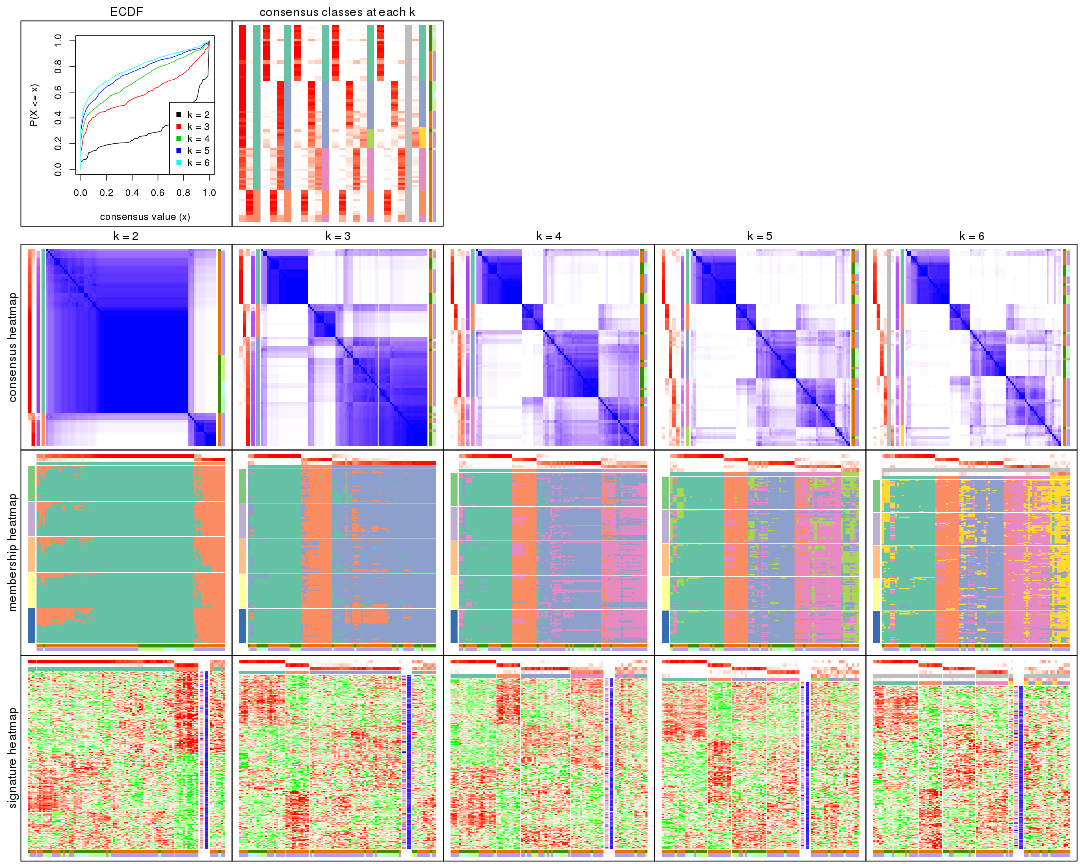 ECDF
consensus classes at each k
P(X <= x)
0.0
0.2
0.4
0.6
0.8
1.0
k = 2
k = 3
k = 4
k = 5
k = 6
0.0 0.2 0.4 0.6 0.8 1.0
consensus value (x)
k = 2
k = 3
k = 4
k = 5
k = 6
consensus heatmap
membership heatmap
signature heatmap